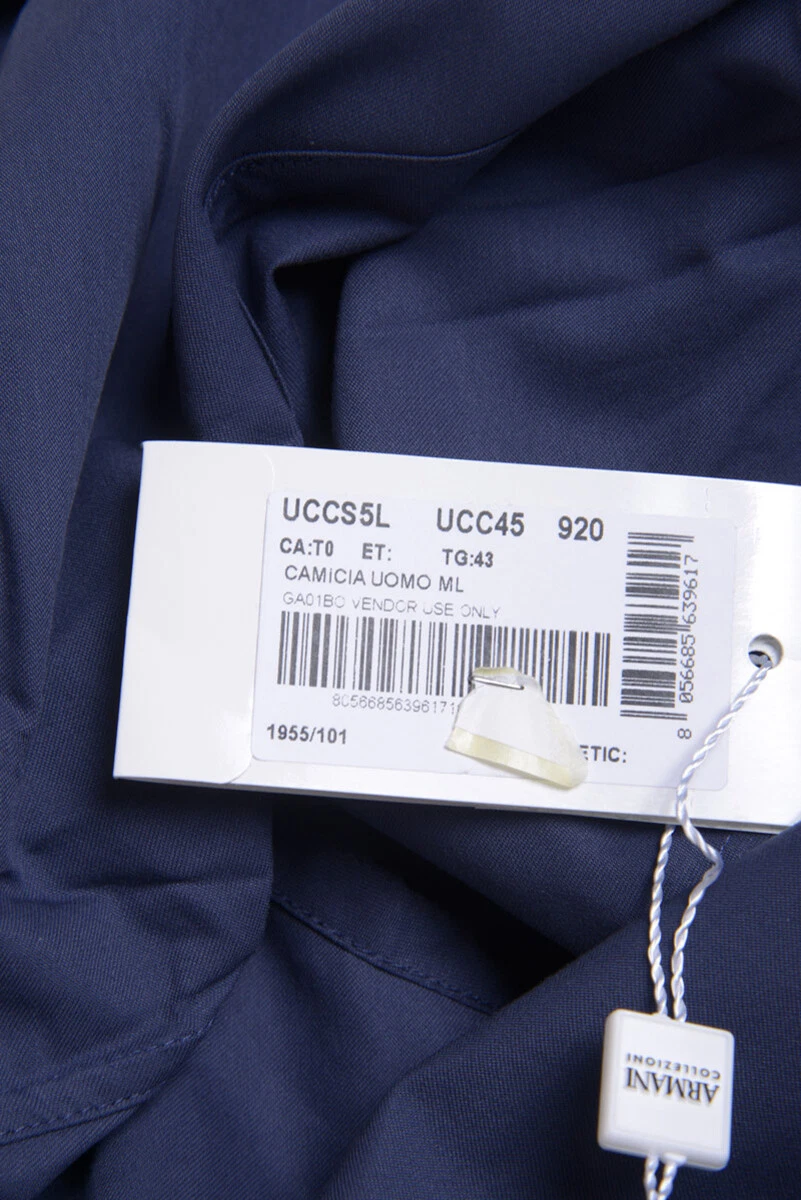 UCCS5L UCC45 920
CA:T0 ET: TG:43
CAMICIA UOMO ML
GA01BO VENDOR USE ONLY
1955/101
ETIC:
8 056685 639617
ARMANI
COLLEZIONI